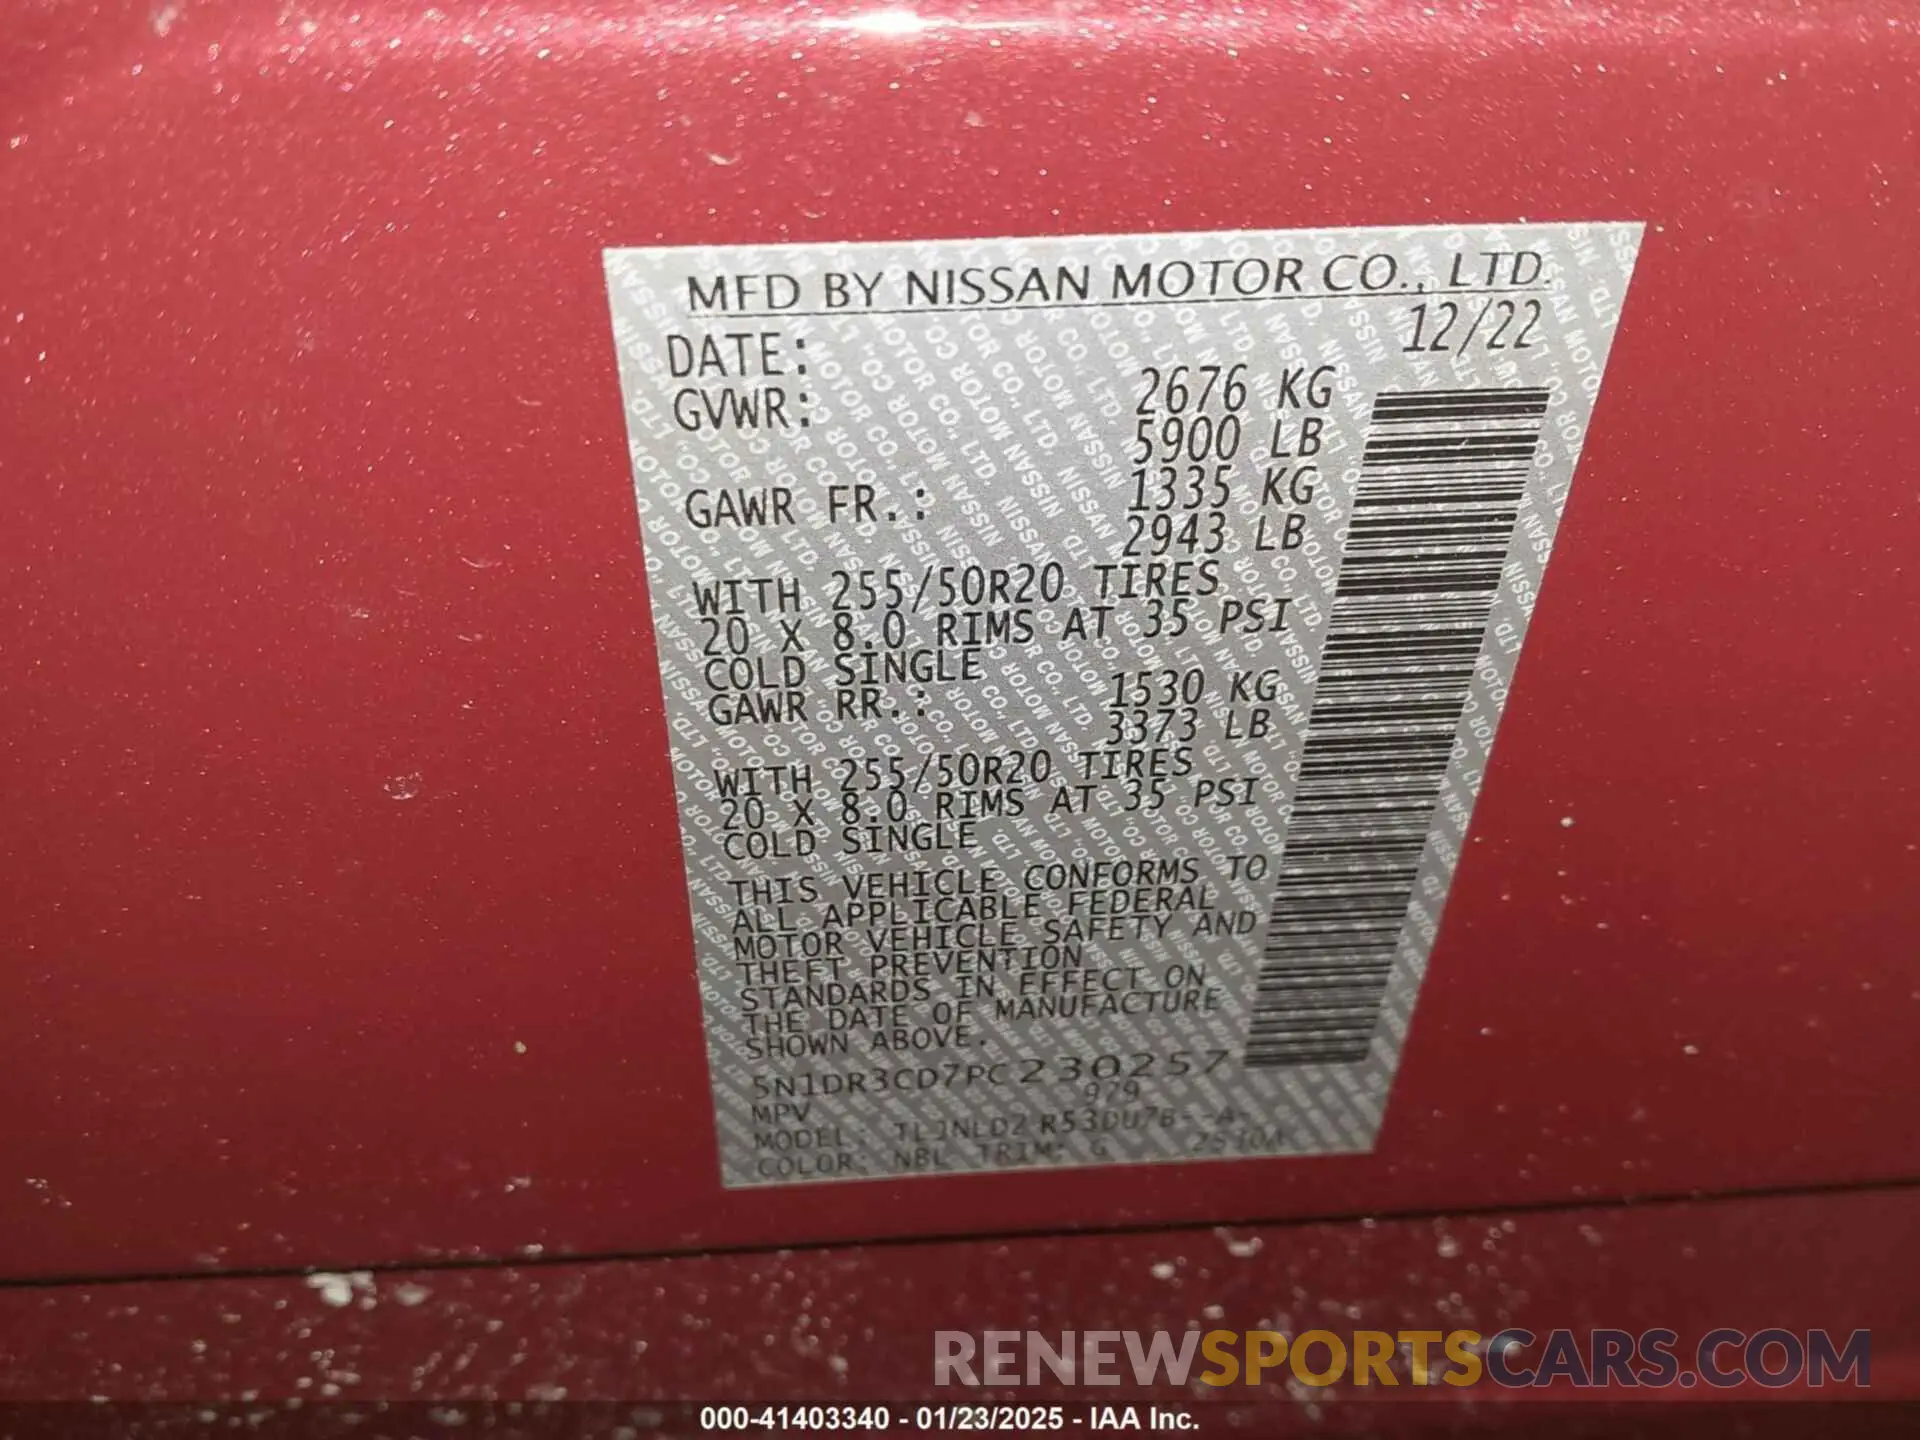 MFD BY NISSAN MOTOR CO., LTD.
DATE: 12/22
GVWR: 2676 KG
5900 LB
GAWR FR.: 1335 KG
2943 LB
WITH 255/50R20 TIRES
20 X 8.0 RIMS AT 35 PSI
COLD SINGLE
GAWR RR.: 1530 KG
3373 LB
WITH 255/50R20 TIRES
20 X 8.0 RIMS AT 35 PSI
COLD SINGLE
THIS VEHICLE CONFORMS TO
ALL APPLICABLE FEDERAL
MOTOR VEHICLE SAFETY AND
THEFT PREVENTION
STANDARDS IN EFFECT ON
THE DATE OF MANUFACTURE
SHOWN ABOVE.
5N1DR3CD7PC230257
MPV 979
MODEL:
COLOR: NBL TRIM: G
RENEWSPORTSCARS.COM
000-41403340 - 01/23/2025 - IAA Inc.